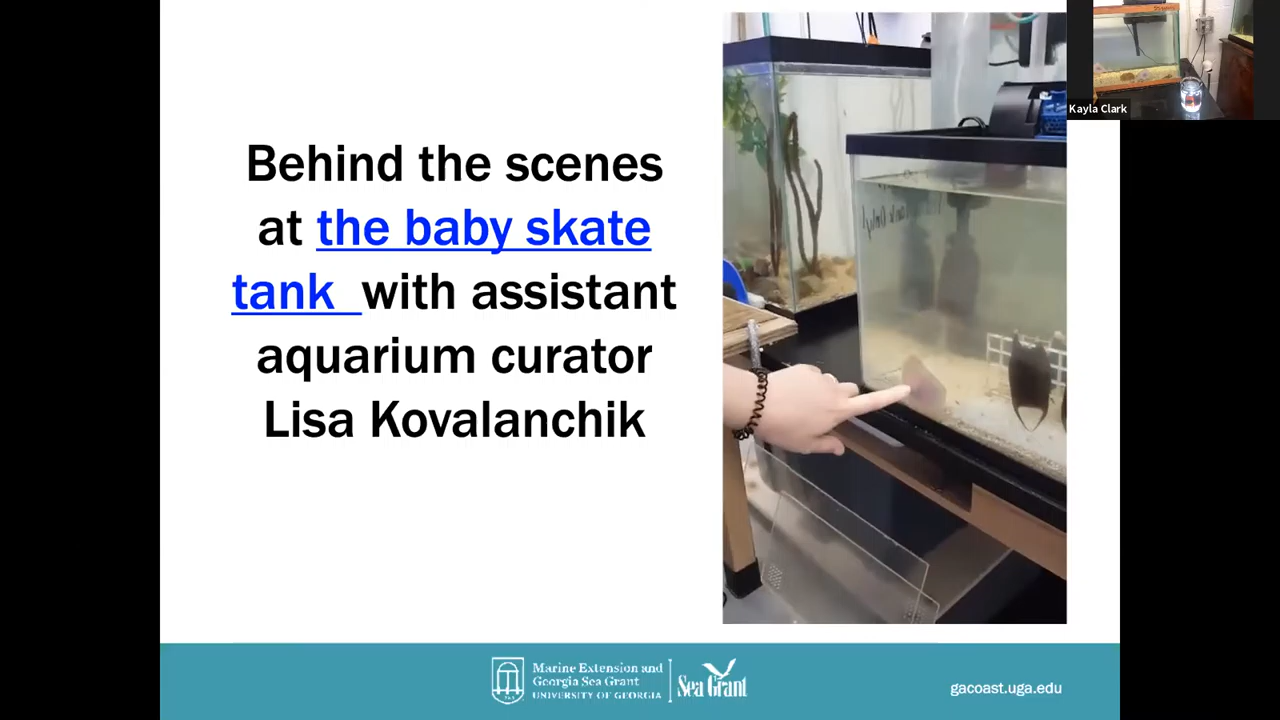 Behind the scenes
at the baby skate
tank with assistant
aquarium curator
Lisa Kovalanchik
Kayla Clark
Marine Extension and
Georgia Sea Grant
UNIVERSITY OF GEORGIA
Sea Grant
gacoast.uga.edu